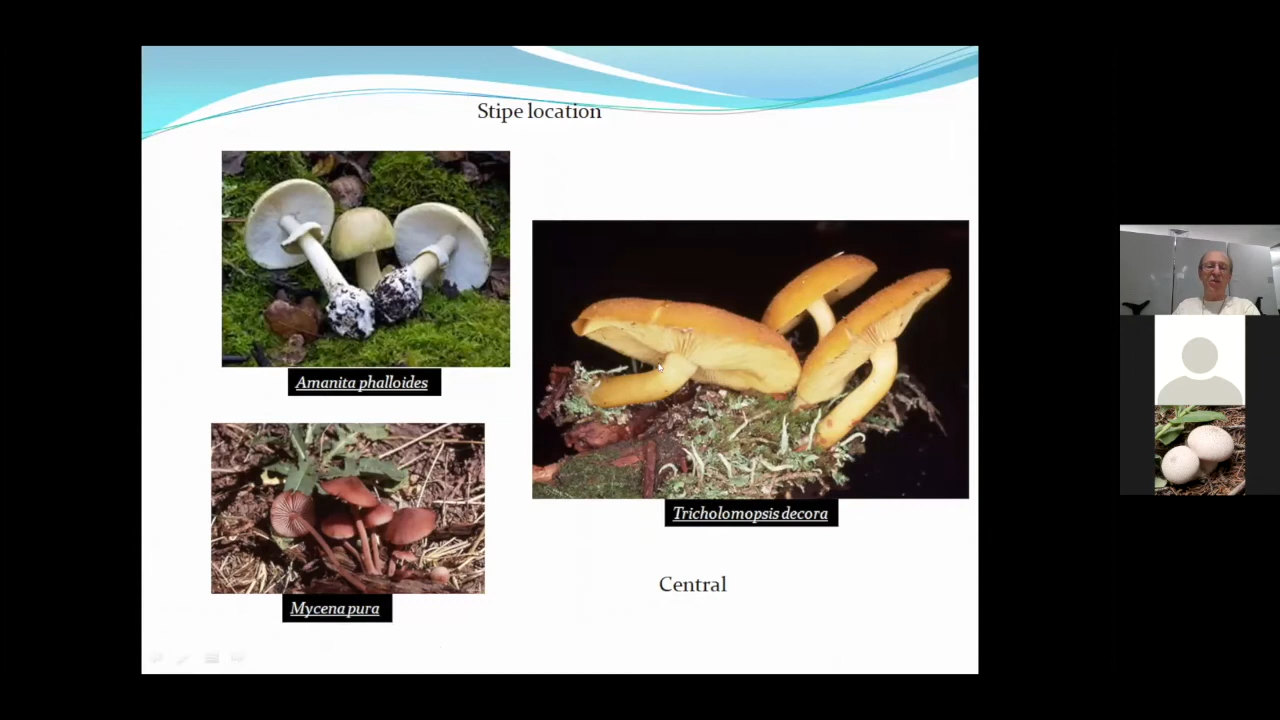 Stipe location
Amanita phalloides
Tricholomopsis decora
Central
Mycena pura